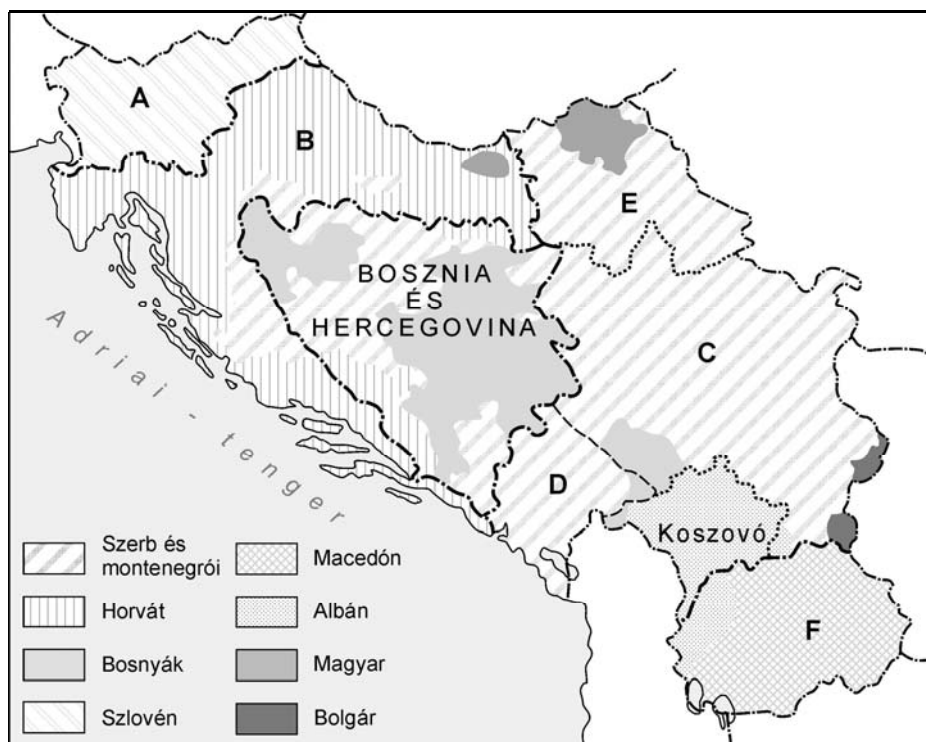 A
B
E
BOSZNIA
ÉS
HERCEGOVINA
C
D
Koszovó
F
Adriai - tenger
Szerb és
montenegrói
Horvát
Bosnyák
Szlovén
Macedón
Albán
Magyar
Bolgár